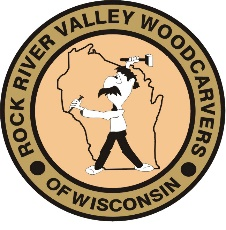 ROCK RIVER VALLEY WOODCARVERS
OF WISCONSIN